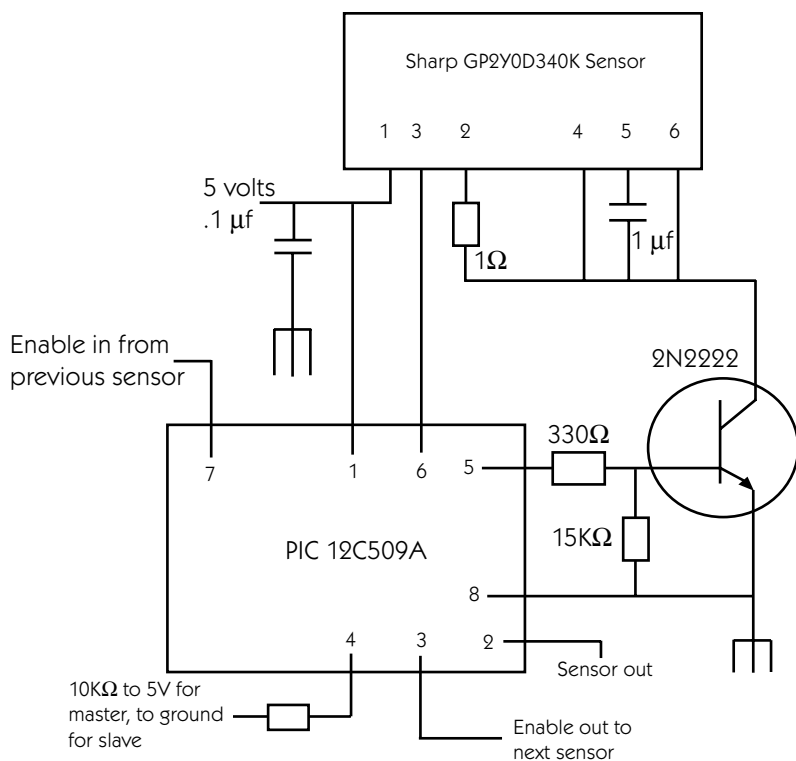 Sharp GP2Y0D340K Sensor
1 3 2 4 5 6
5 volts
.1 μf
1Ω
1 μf
Enable in from
previous sensor
2N2222
330Ω
7 1 6 5
15KΩ
PIC 12C509A
8
4 3 2
Sensor out
10KΩ to 5V for
master, to ground
for slave
Enable out to
next sensor